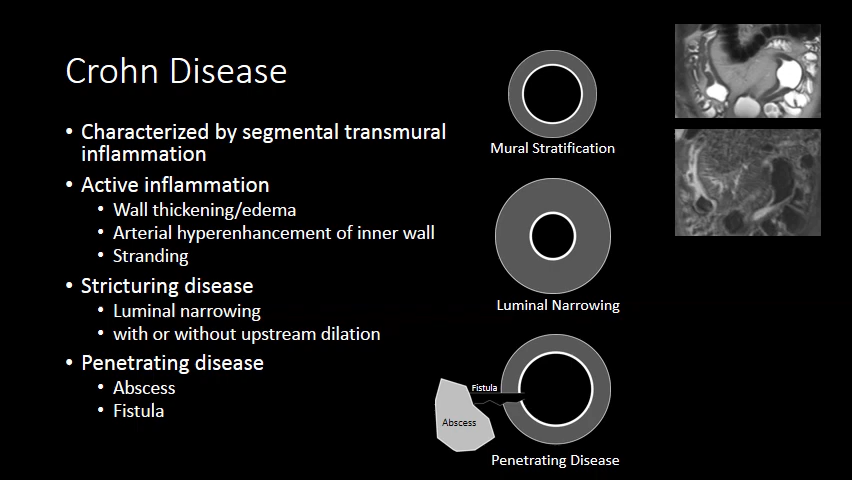 Crohn Disease
• Characterized by segmental transmural
inflammation
• Active inflammation
• Wall thickening/edema
• Arterial hyperenhancement of inner wall
• Stranding
• Stricturing disease
• Luminal narrowing
• with or without upstream dilation
• Penetrating disease
• Abscess
• Fistula
Mural Stratification
Luminal Narrowing
Fistula
Abscess
Penetrating Disease